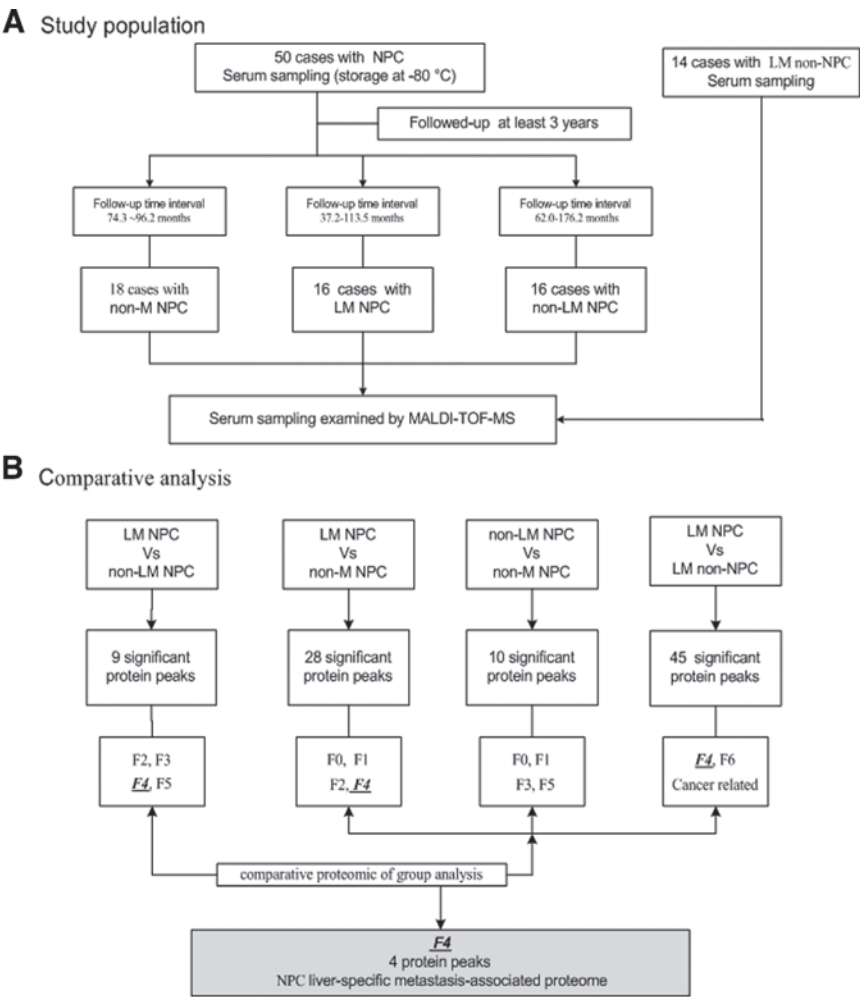 A Study population
50 cases with NPC
Serum sampling (storage at -80 °C)
14 cases with LM non-NPC
Serum sampling
Followed-up at least 3 years
Follow-up time interval
74.3 ~96.2 months
Follow-up time interval
37.2-113.5 months
Follow-up time interval
62.0-176.2 months
18 cases with
non-M NPC
16 cases with
LM NPC
16 cases with
non-LM NPC
Serum sampling examined by MALDI-TOF-MS
B Comparative analysis
LM NPC
Vs
non-LM NPC
LM NPC
Vs
non-M NPC
non-LM NPC
Vs
non-M NPC
LM NPC
Vs
LM non-NPC
9 significant
protein peaks
28 significant
protein peaks
10 significant
protein peaks
45 significant
protein peaks
F2, F3
F4, F5
F0, F1
F2, F4
F0, F1
F3, F5
F4, F6
Cancer related
comparative proteomic of group analysis
F4
4 protein peaks
NPC liver-specific metastasis-associated proteome